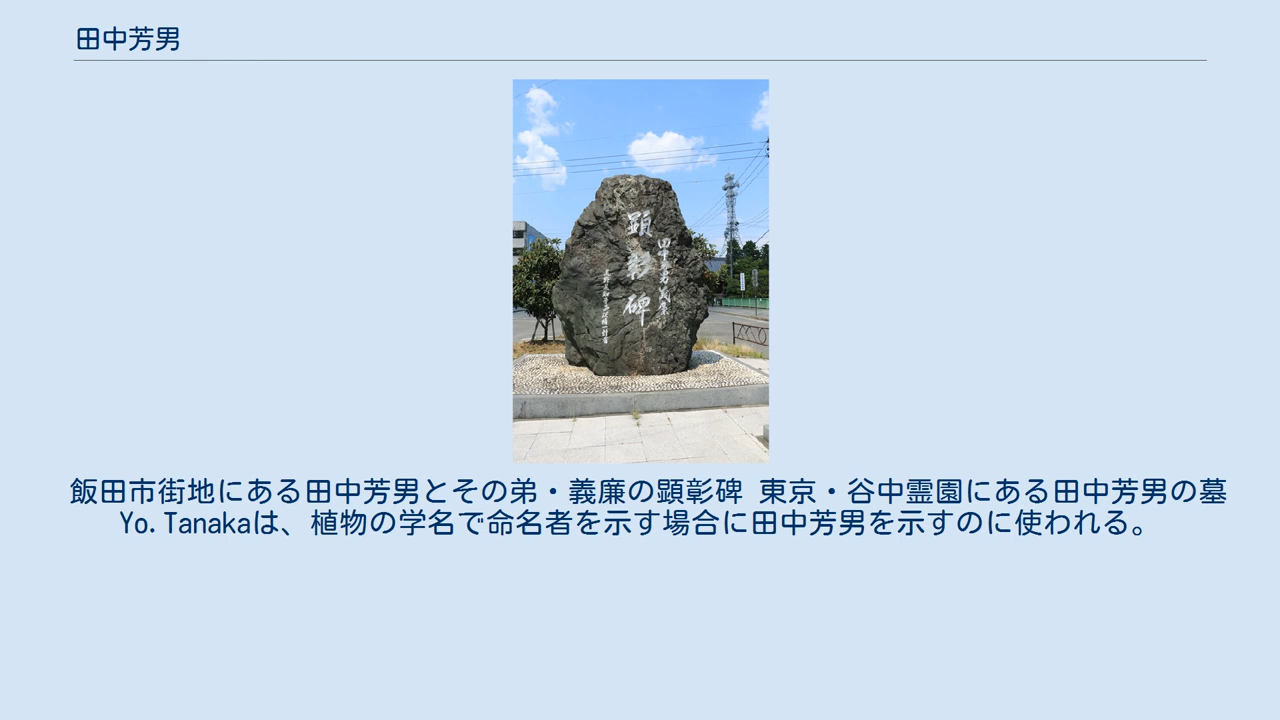 田中芳男
顕彰碑
飯田市街地にある田中芳男とその弟・義廉の顕彰碑 東京・谷中霊園にある田中芳男の墓
Yo. Tanakaは、植物の学名で命名者を示す場合に田中芳男を示すのに使われる。